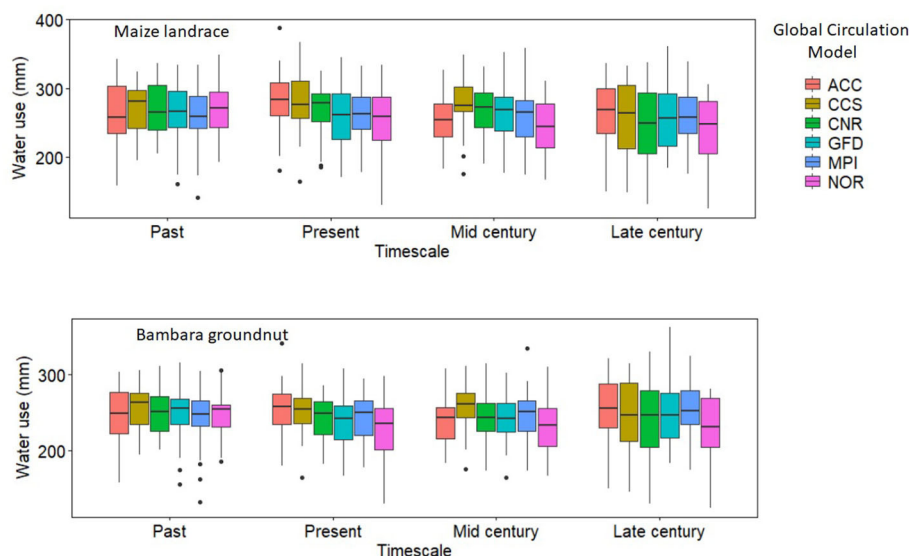 Maize landrace
Water use (mm)
400
300
200
Past Present Mid century Late century
Timescale
Global Circulation
Model
ACC
CCS
CNR
GFD
MPI
NOR
Bambara groundnut
Water use (mm)
300
200
Past Present Mid century Late century
Timescale